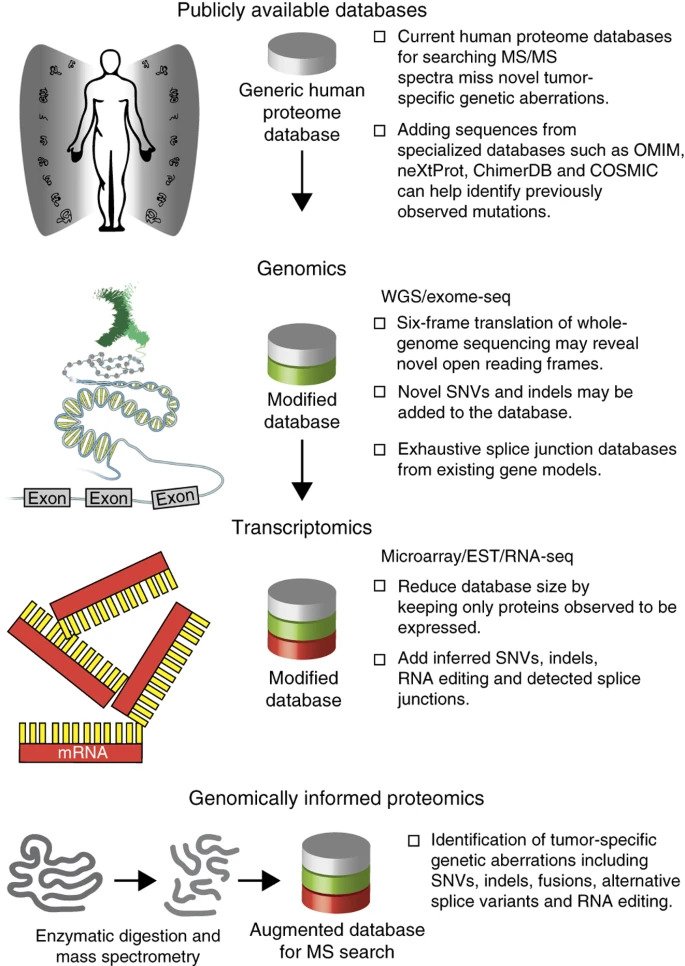 Publicly available databases
Generic human
proteome
database
☐ Current human proteome databases
for searching MS/MS
spectra miss novel tumor-
specific genetic aberrations.
☐ Adding sequences from
specialized databases such as OMIM,
neXtProt, ChimerDB and COSMIC
can help identify previously
observed mutations.
Genomics
Exon
Exon
Exon
Modified
database
WGS/exome-seq
☐ Six-frame translation of whole-
genome sequencing may reveal
novel open reading frames.
☐ Novel SNVs and indels may be
added to the database.
☐ Exhaustive splice junction databases
from existing gene models.
Transcriptomics
mRNA
Modified
database
Microarray/EST/RNA-seq
☐ Reduce database size by
keeping only proteins observed to be
expressed.
☐ Add inferred SNVs, indels,
RNA editing and detected splice
junctions.
Genomically informed proteomics
Enzymatic digestion and
mass spectrometry
Augmented database
for MS search
☐ Identification of tumor-specific
genetic aberrations including
SNVs, indels, fusions, alternative
splice variants and RNA editing.